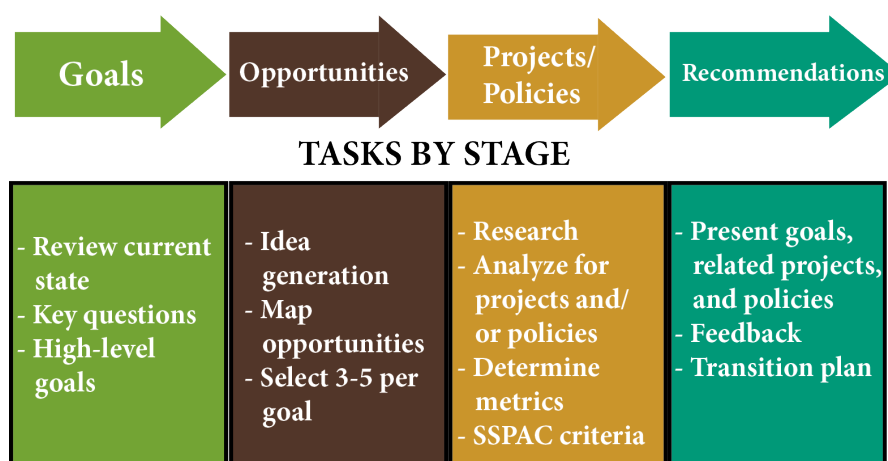 Goals
Opportunities
Projects/
Policies
Recommendations
TASKS BY STAGE
- Review current
state
- Key questions
- High-level
goals
- Idea
generation
- Map
opportunities
- Select 3-5 per
goal
- Research
- Analyze for
projects and/
or policies
- Determine
metrics
- SSPAC criteria
- Present goals,
related projects,
and policies
- Feedback
- Transition plan